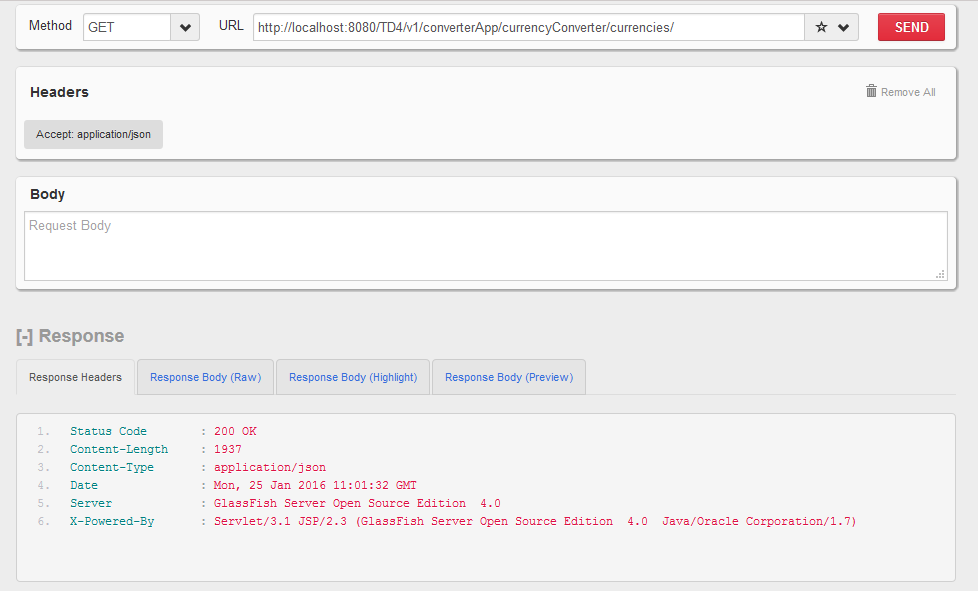 Method GET URL http://localhost:8080/TD4/v1/converterApp/currencyConverter/currencies/ SEND
Headers Remove All
Accept: application/json
Body
Request Body
[-] Response
Response Headers Response Body (Raw) Response Body (Highlight) Response Body (Preview)
1. Status Code : 200 OK
2. Content-Length : 1937
3. Content-Type : application/json
4. Date : Mon, 25 Jan 2016 11:01:32 GMT
5. Server : GlassFish Server Open Source Edition 4.0
6. X-Powered-By : Servlet/3.1 JSP/2.3 (GlassFish Server Open Source Edition 4.0 Java/Oracle Corporation/1.7)